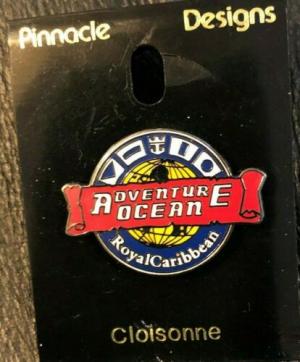 Pinnacle Designs
ADVENTURE
OCEAN
RoyalCaribbean
Cloisonne